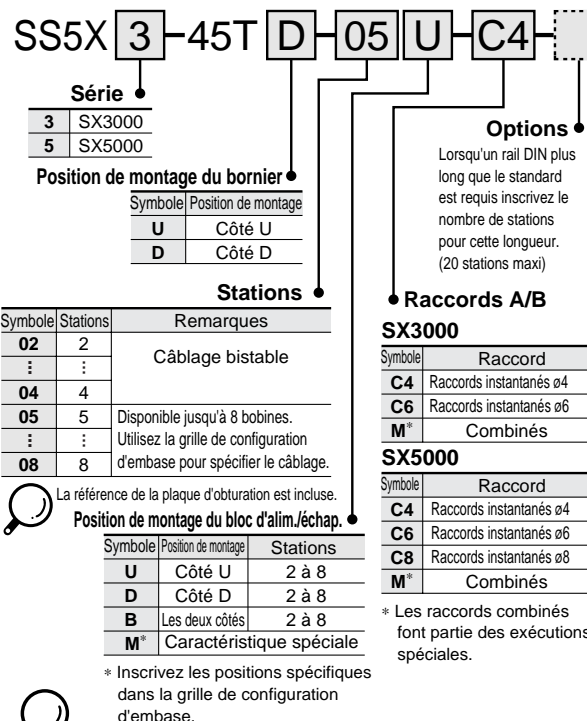 SS5X 3-45T D-05 U-C4-
Série
3 SX3000
5 SX5000
Position de montage du bornier
Symbole Position de montage
U Côté U
D Côté D
Stations
Symbole Stations Remarques
02 2 Câblage bistable
⋮ ⋮
04 4
05 5 Disponible jusqu'à 8 bobines.
⋮ ⋮ Utilisez la grille de configuration
08 8 d'embase pour spécifier le câblage.
La référence de la plaque d'obturation est incluse.
Position de montage du bloc d'alim./échap.
Symbole Position de montage Stations
U Côté U 2 à 8
D Côté D 2 à 8
B Les deux côtés 2 à 8
M* Caractéristique spéciale
* Inscrivez les positions spécifiques
dans la grille de configuration
d'embase.
Options
Lorsqu'un rail DIN plus
long que le standard
est requis inscrivez le
nombre de stations
pour cette longueur.
(20 stations maxi)
Raccords A/B
SX3000
Symbole Raccord
C4 Raccords instantanés ø4
C6 Raccords instantanés ø6
M* Combinés
SX5000
Symbole Raccord
C4 Raccords instantanés ø4
C6 Raccords instantanés ø6
C8 Raccords instantanés ø8
M* Combinés
* Les raccords combinés
font partie des exécutions
spéciales.